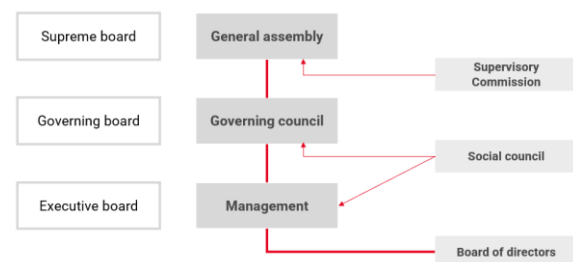 Supreme board
General assembly
Supervisory
Commission
Governing board
Governing council
Social council
Executive board
Management
Board of directors